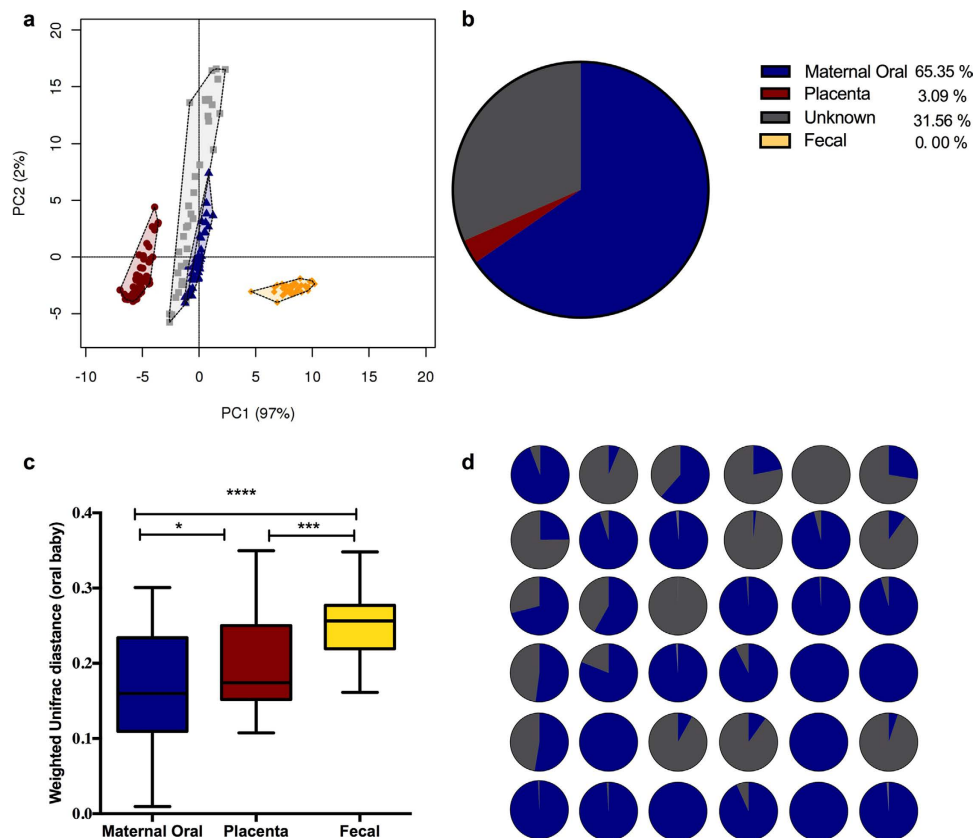 a
20
15
10
5
0
-5
PC2 (2%)
-10 -5 0 5 10 15 20
PC1 (97%)
b
Maternal Oral 65.35 %
Placenta 3.09 %
Unknown 31.56 %
Fecal 0. 00 %
c
****
* ***
0.4
0.3
0.2
0.1
0.0
Weighted Unifrac diastance (oral baby)
Maternal Oral Placenta Fecal
d